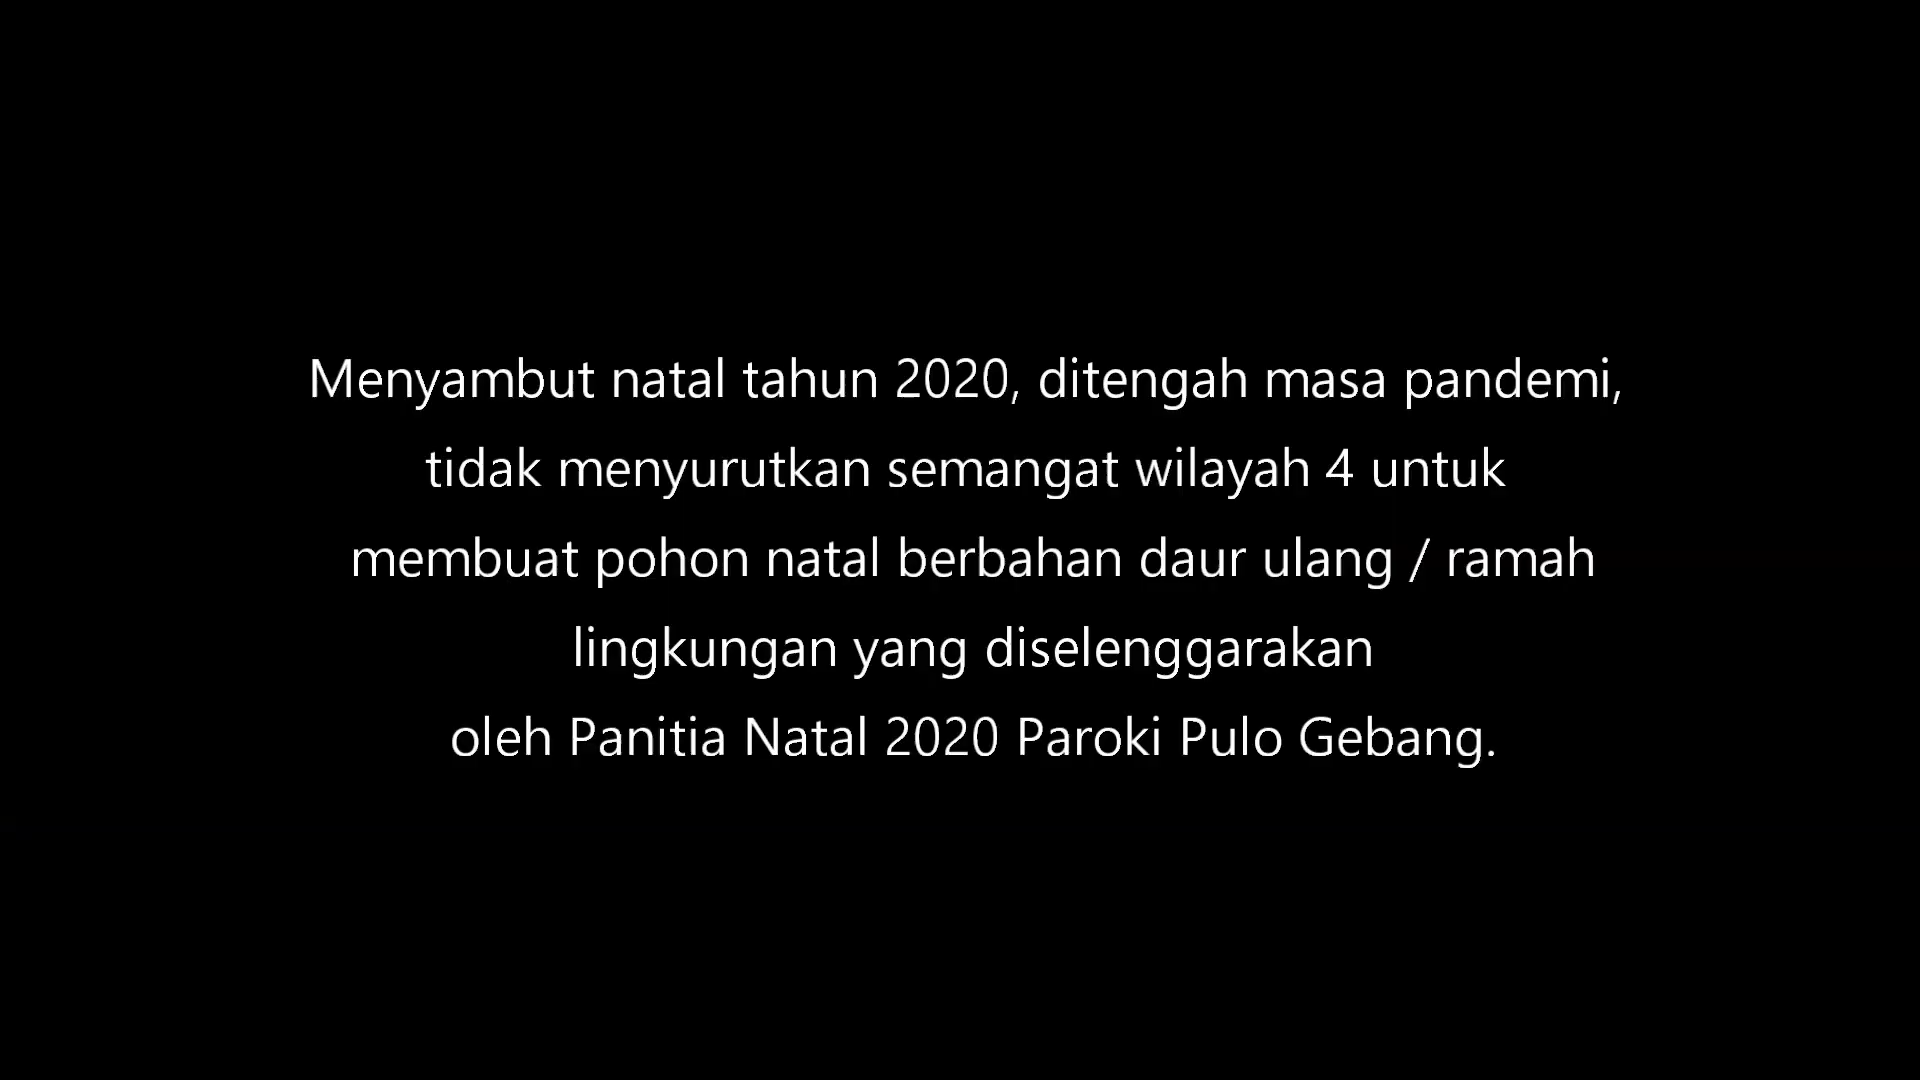 Menyambut natal tahun 2020, ditengah masa pandemi,
tidak menyurutkan semangat wilayah 4 untuk
membuat pohon natal berbahan daur ulang / ramah
lingkungan yang diselenggarakan
oleh Panitia Natal 2020 Paroki Pulo Gebang.